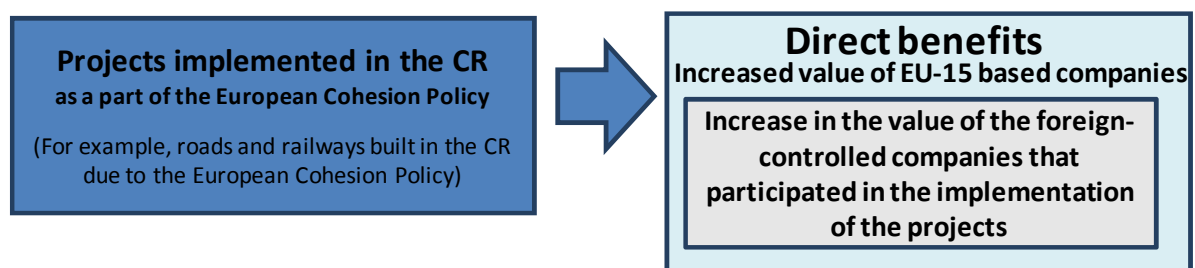 Projects implemented in the CR
as a part of the European Cohesion Policy
(For example, roads and railways built in the CR
due to the European Cohesion Policy)
Direct benefits
Increased value of EU-15 based companies
Increase in the value of the foreign-
controlled companies that
participated in the implementation
of the projects